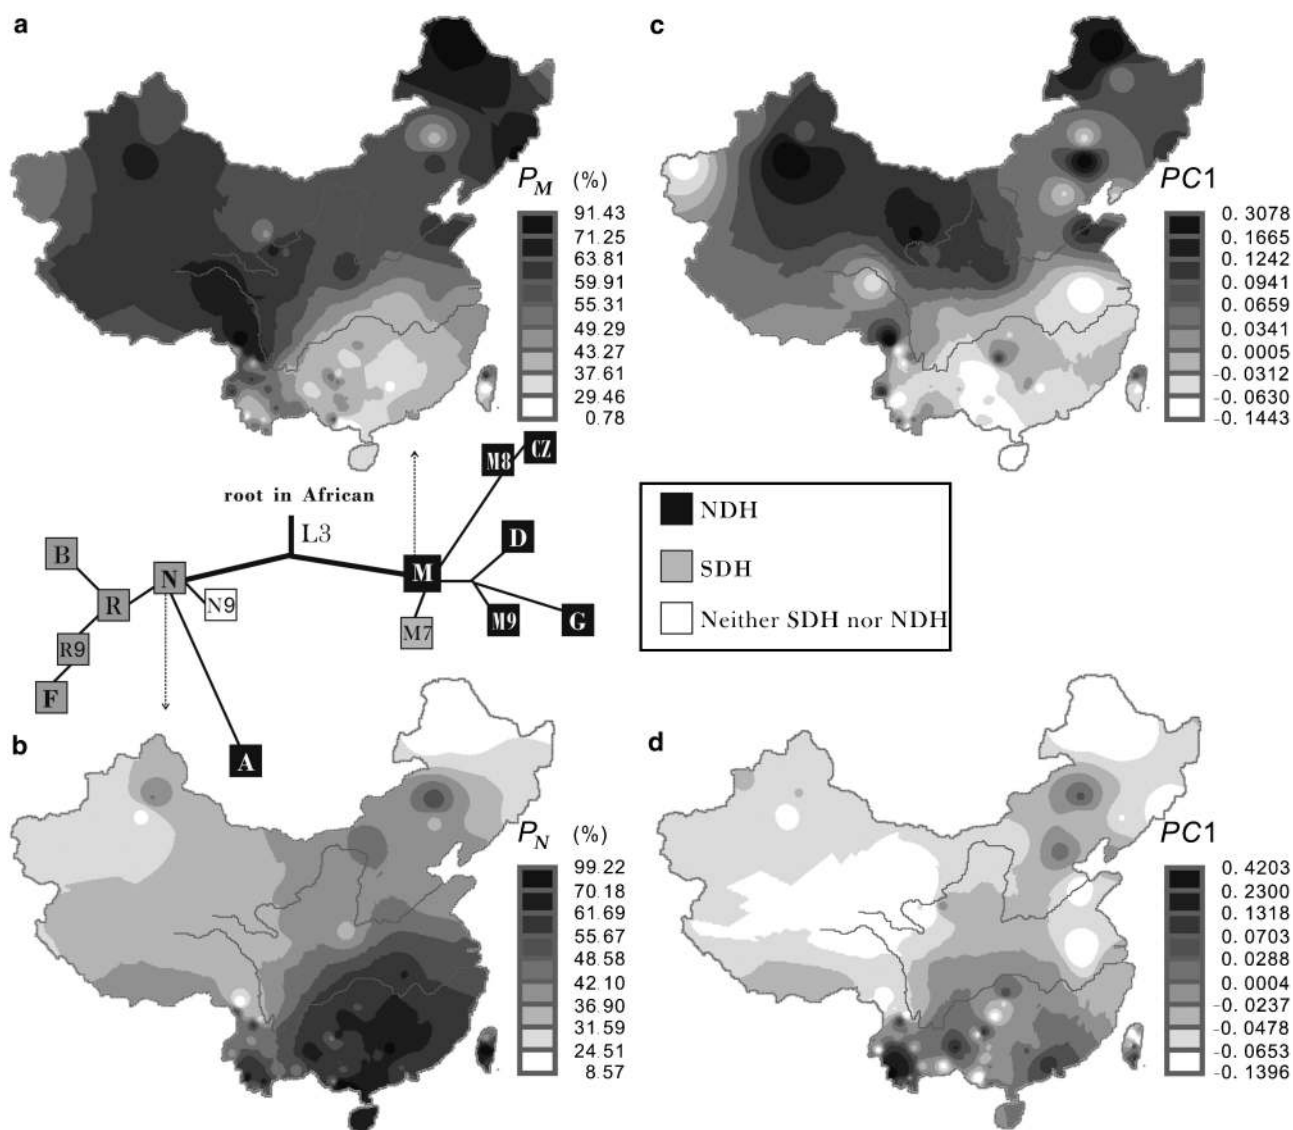 a
P_M (%)
91.43
71.25
63.81
59.91
55.31
49.29
43.27
37.61
29.46
0.78
c
PC1
0.3078
0.1665
0.1242
0.0941
0.0659
0.0341
0.0005
-0.0312
-0.0630
-0.1443
root in African
L3
B
R
N
N9
R9
F
A
M
M8
CZ
D
M9
G
M7
NDH
SDH
Neither SDH nor NDH
b
P_N (%)
99.22
70.18
61.69
55.67
48.58
42.10
36.90
31.59
24.51
8.57
d
PC1
0.4203
0.2300
0.1318
0.0703
0.0288
0.0004
-0.0237
-0.0478
-0.0653
-0.1396